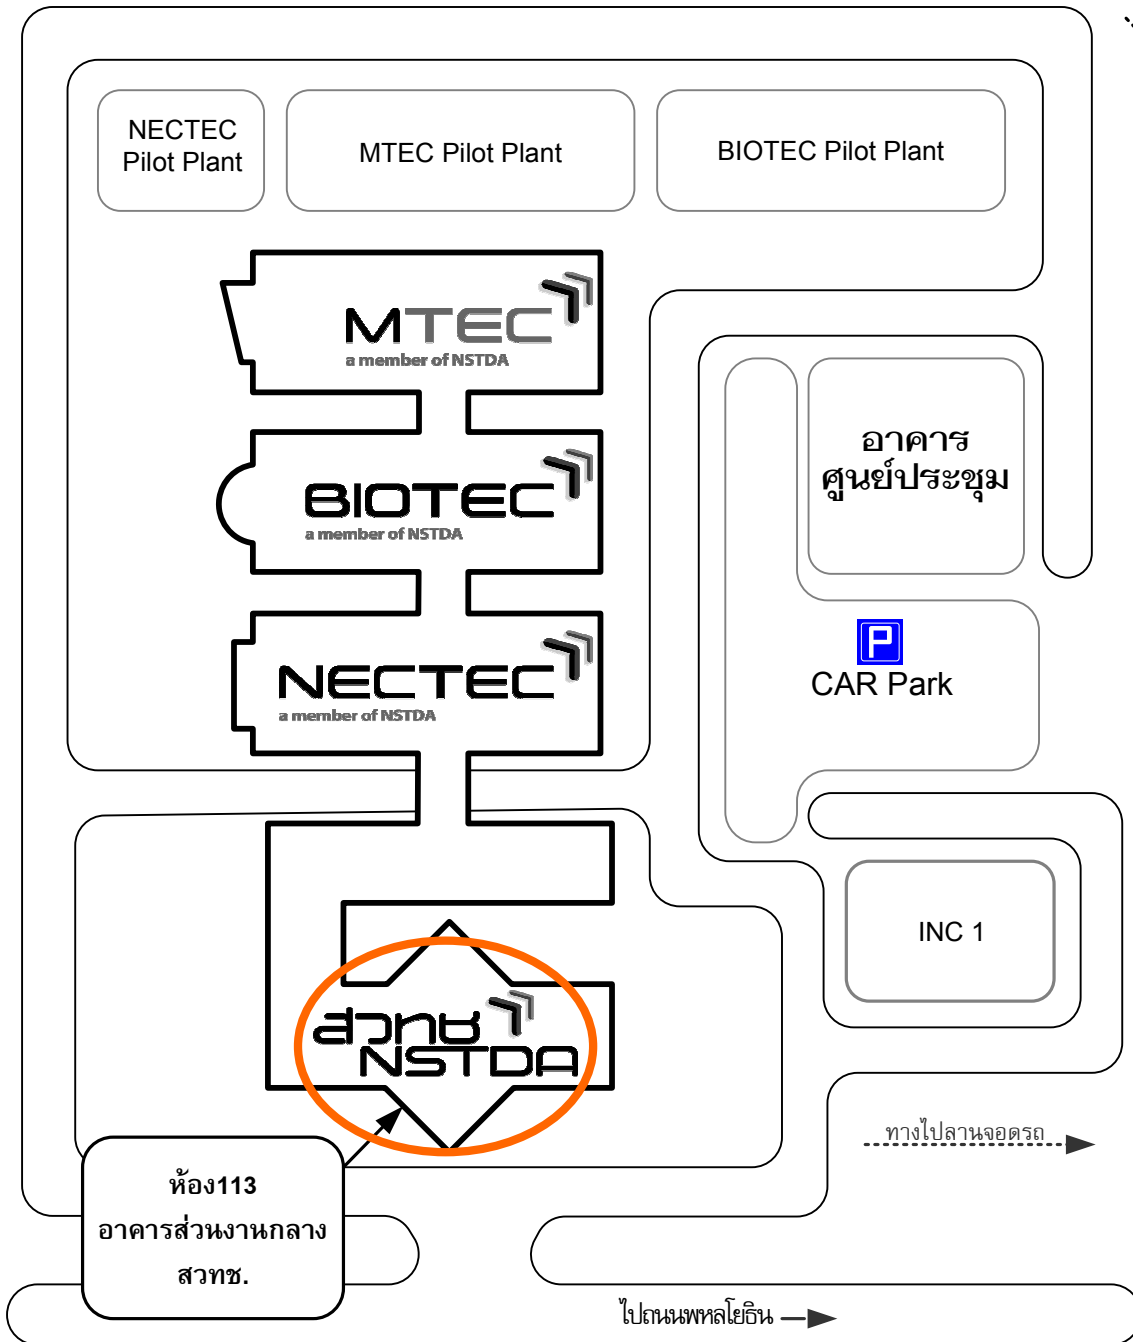 NECTEC
Pilot Plant
MTEC Pilot Plant
BIOTEC Pilot Plant
MTEC
a member of NSTDA
อาคาร
ศูนย์ประชุม
BIOTEC
a member of NSTDA
P
CAR Park
NECTEC
a member of NSTDA
INC 1
สวทช
NSTDA
ทางไปลานจอดรถ
ห้อง113
อาคารส่วนงานกลาง
สวทช.
ไปถนนพหลโยธิน